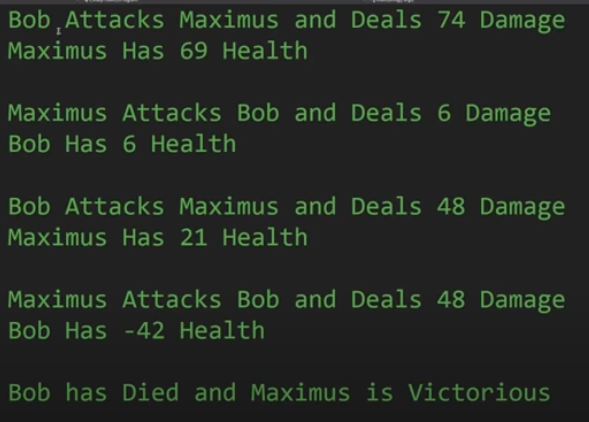 Bob Attacks Maximus and Deals 74 Damage
Maximus Has 69 Health
Maximus Attacks Bob and Deals 6 Damage
Bob Has 6 Health
Bob Attacks Maximus and Deals 48 Damage
Maximus Has 21 Health
Maximus Attacks Bob and Deals 48 Damage
Bob Has -42 Health
Bob has Died and Maximus is Victorious